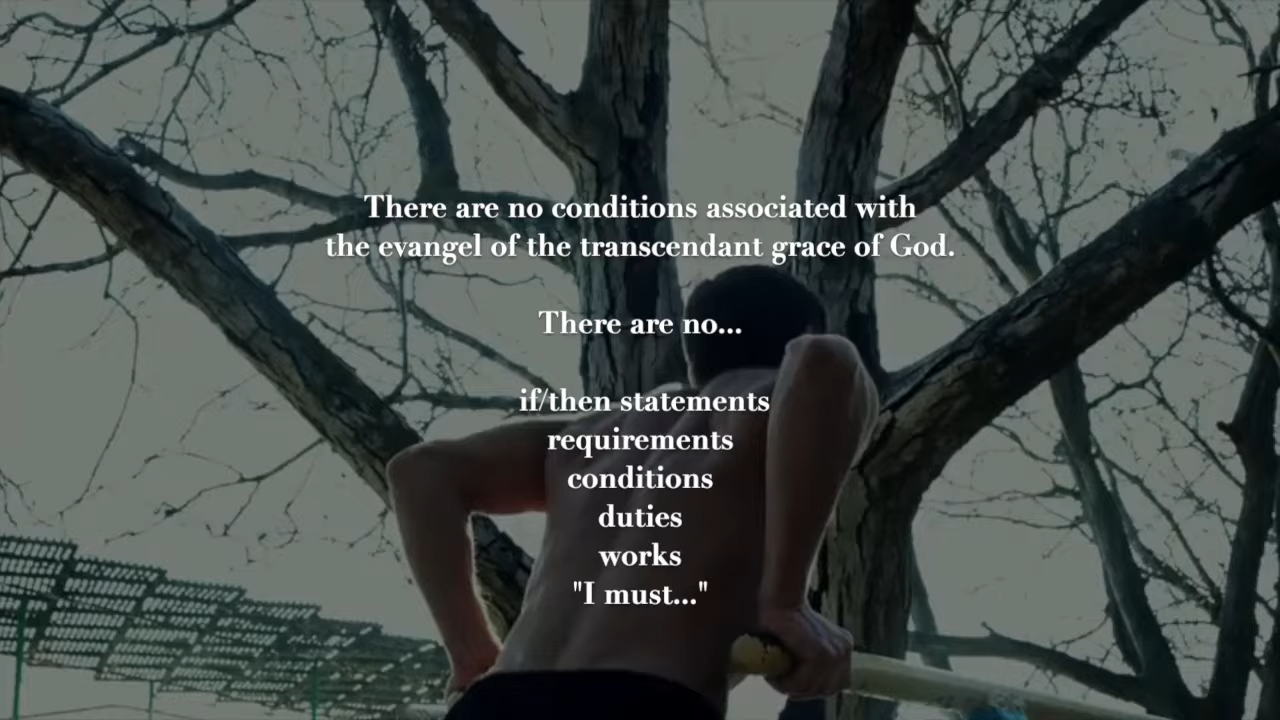 There are no conditions associated with
the evangel of the transcendant grace of God.
There are no...
if/then statements
requirements
conditions
duties
works
"I must..."